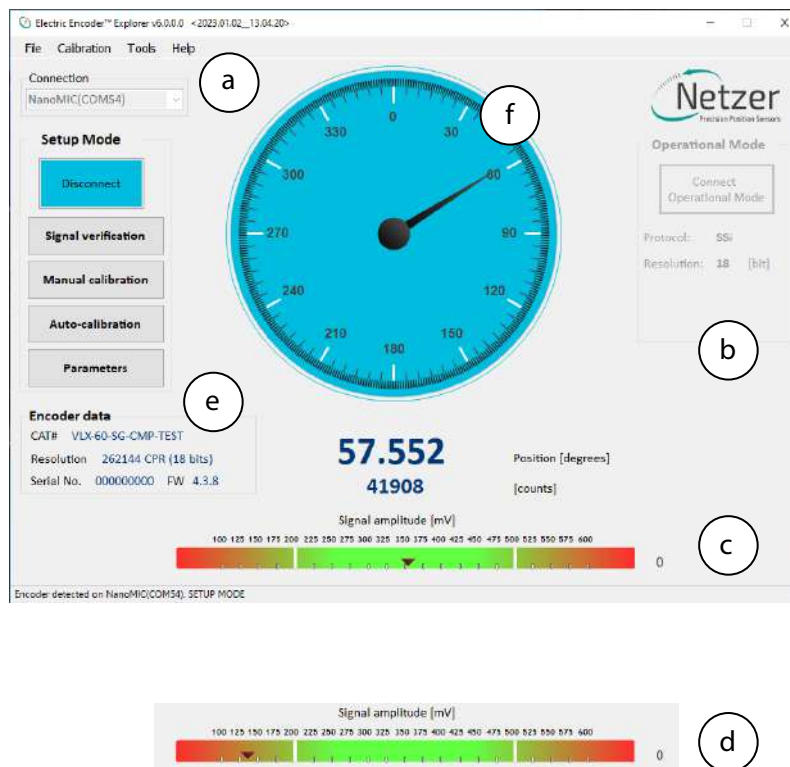 Electric Encoder™ Explorer v6.0.0.0 <2023.01.02__13.04.20>
File Calibration Tools Help
Connection
NanoMIC(COM54)
a
Setup Mode
Disconnect
Signal verification
Manual calibration
Auto-calibration
Parameters
e
Encoder data
CAT# VLX-60-SG-CMP-TEST
Resolution 262144 CPR (18 bits)
Serial No. 000000000 FW 4.3.8
f
0
30
60
90
120
150
180
210
240
270
300
330
57.552 Position [degrees]
41908 [counts]
Netzer
Precision Position Sensors
Operational Mode
Connect
Operational Mode
Protocol: SSi
Resolution: 18 [bit]
b
Signal amplitude [mV]
100 125 150 175 200 225 250 275 300 325 350 375 400 425 450 475 500 525 550 575 600
0
c
Encoder detected on NanoMIC(COM54). SETUP MODE
Signal amplitude [mV]
100 125 150 175 200 225 250 275 300 325 350 375 400 425 450 475 500 525 550 575 600
0
d